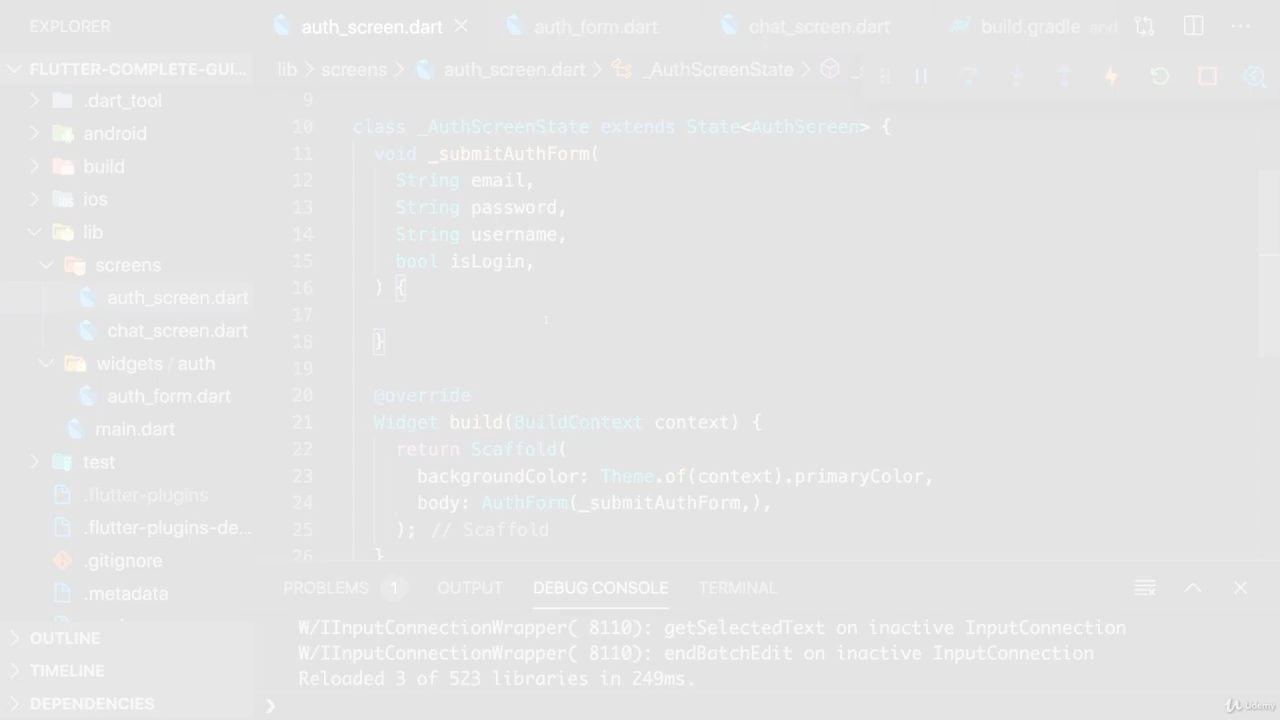 EXPLORER
auth_screen.dart
auth_form.dart
chat_screen.dart
build.gradle and
FLUTTER-COMPLETE-GUI...
lib > screens > auth_screen.dart > _AuthScreenState >
.dart_tool
android
build
ios
lib
screens
auth_screen.dart
chat_screen.dart
widgets / auth
auth_form.dart
main.dart
test
.flutter-plugins
.flutter-plugins-de...
.gitignore
.metadata
OUTLINE
TIMELINE
DEPENDENCIES
9
10 class _AuthScreenState extends State<AuthScreen> {
11 void _submitAuthForm(
12 String email,
13 String password,
14 String username,
15 bool isLogin,
16 ) {
17
18 }
19
20 @override
21 Widget build(BuildContext context) {
22 return Scaffold(
23 backgroundColor: Theme.of(context).primaryColor,
24 body: AuthForm(_submitAuthForm,),
25 ); // Scaffold
26 }
PROBLEMS 1 OUTPUT DEBUG CONSOLE TERMINAL
W/IInputConnectionWrapper( 8110): getSelectedText on inactive InputConnection
W/IInputConnectionWrapper( 8110): endBatchEdit on inactive InputConnection
Reloaded 3 of 523 libraries in 249ms.
Udemy